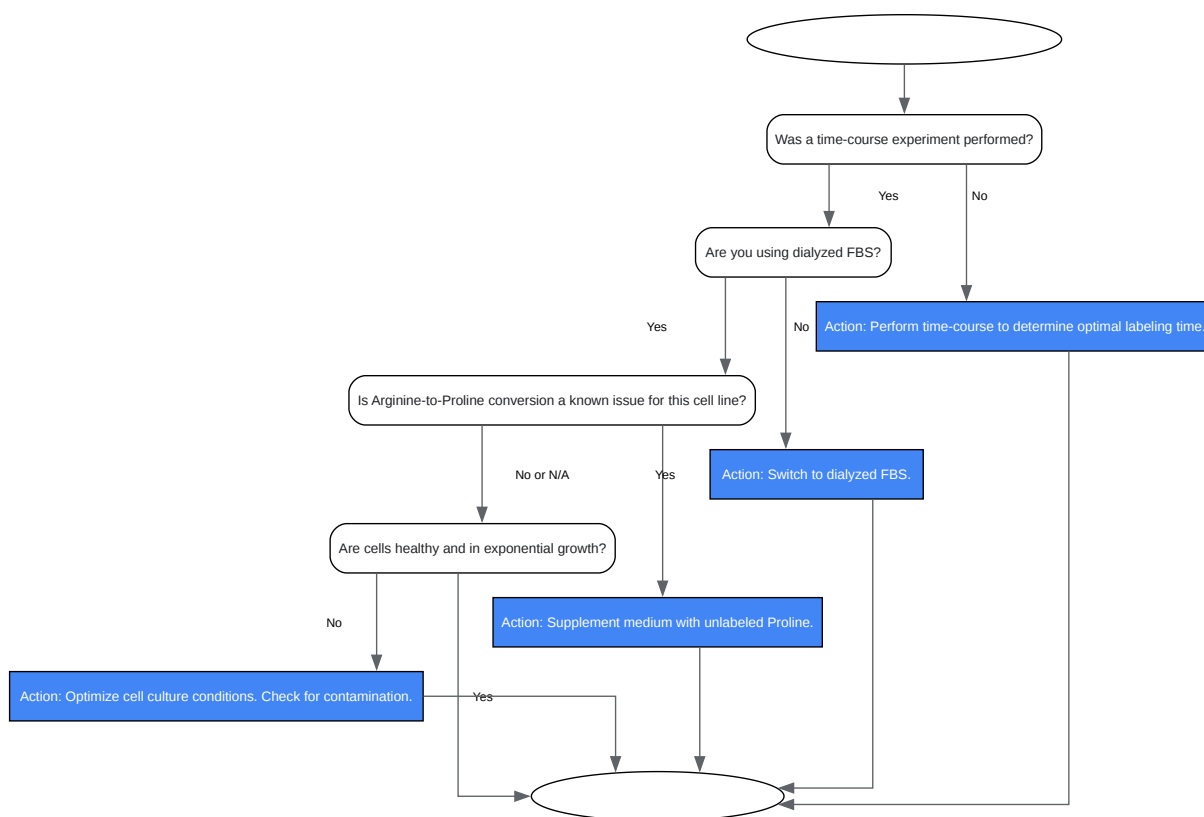 Was a time-course experiment performed?
Yes
No
Are you using dialyzed FBS?
Action: Perform time-course to determine optimal labeling time.
Yes
No
Is Arginine-to-Proline conversion a known issue for this cell line?
No or N/A
Yes
Action: Switch to dialyzed FBS.
Are cells healthy and in exponential growth?
No
Action: Supplement medium with unlabeled Proline.
Action: Optimize cell culture conditions. Check for contamination.
Yes